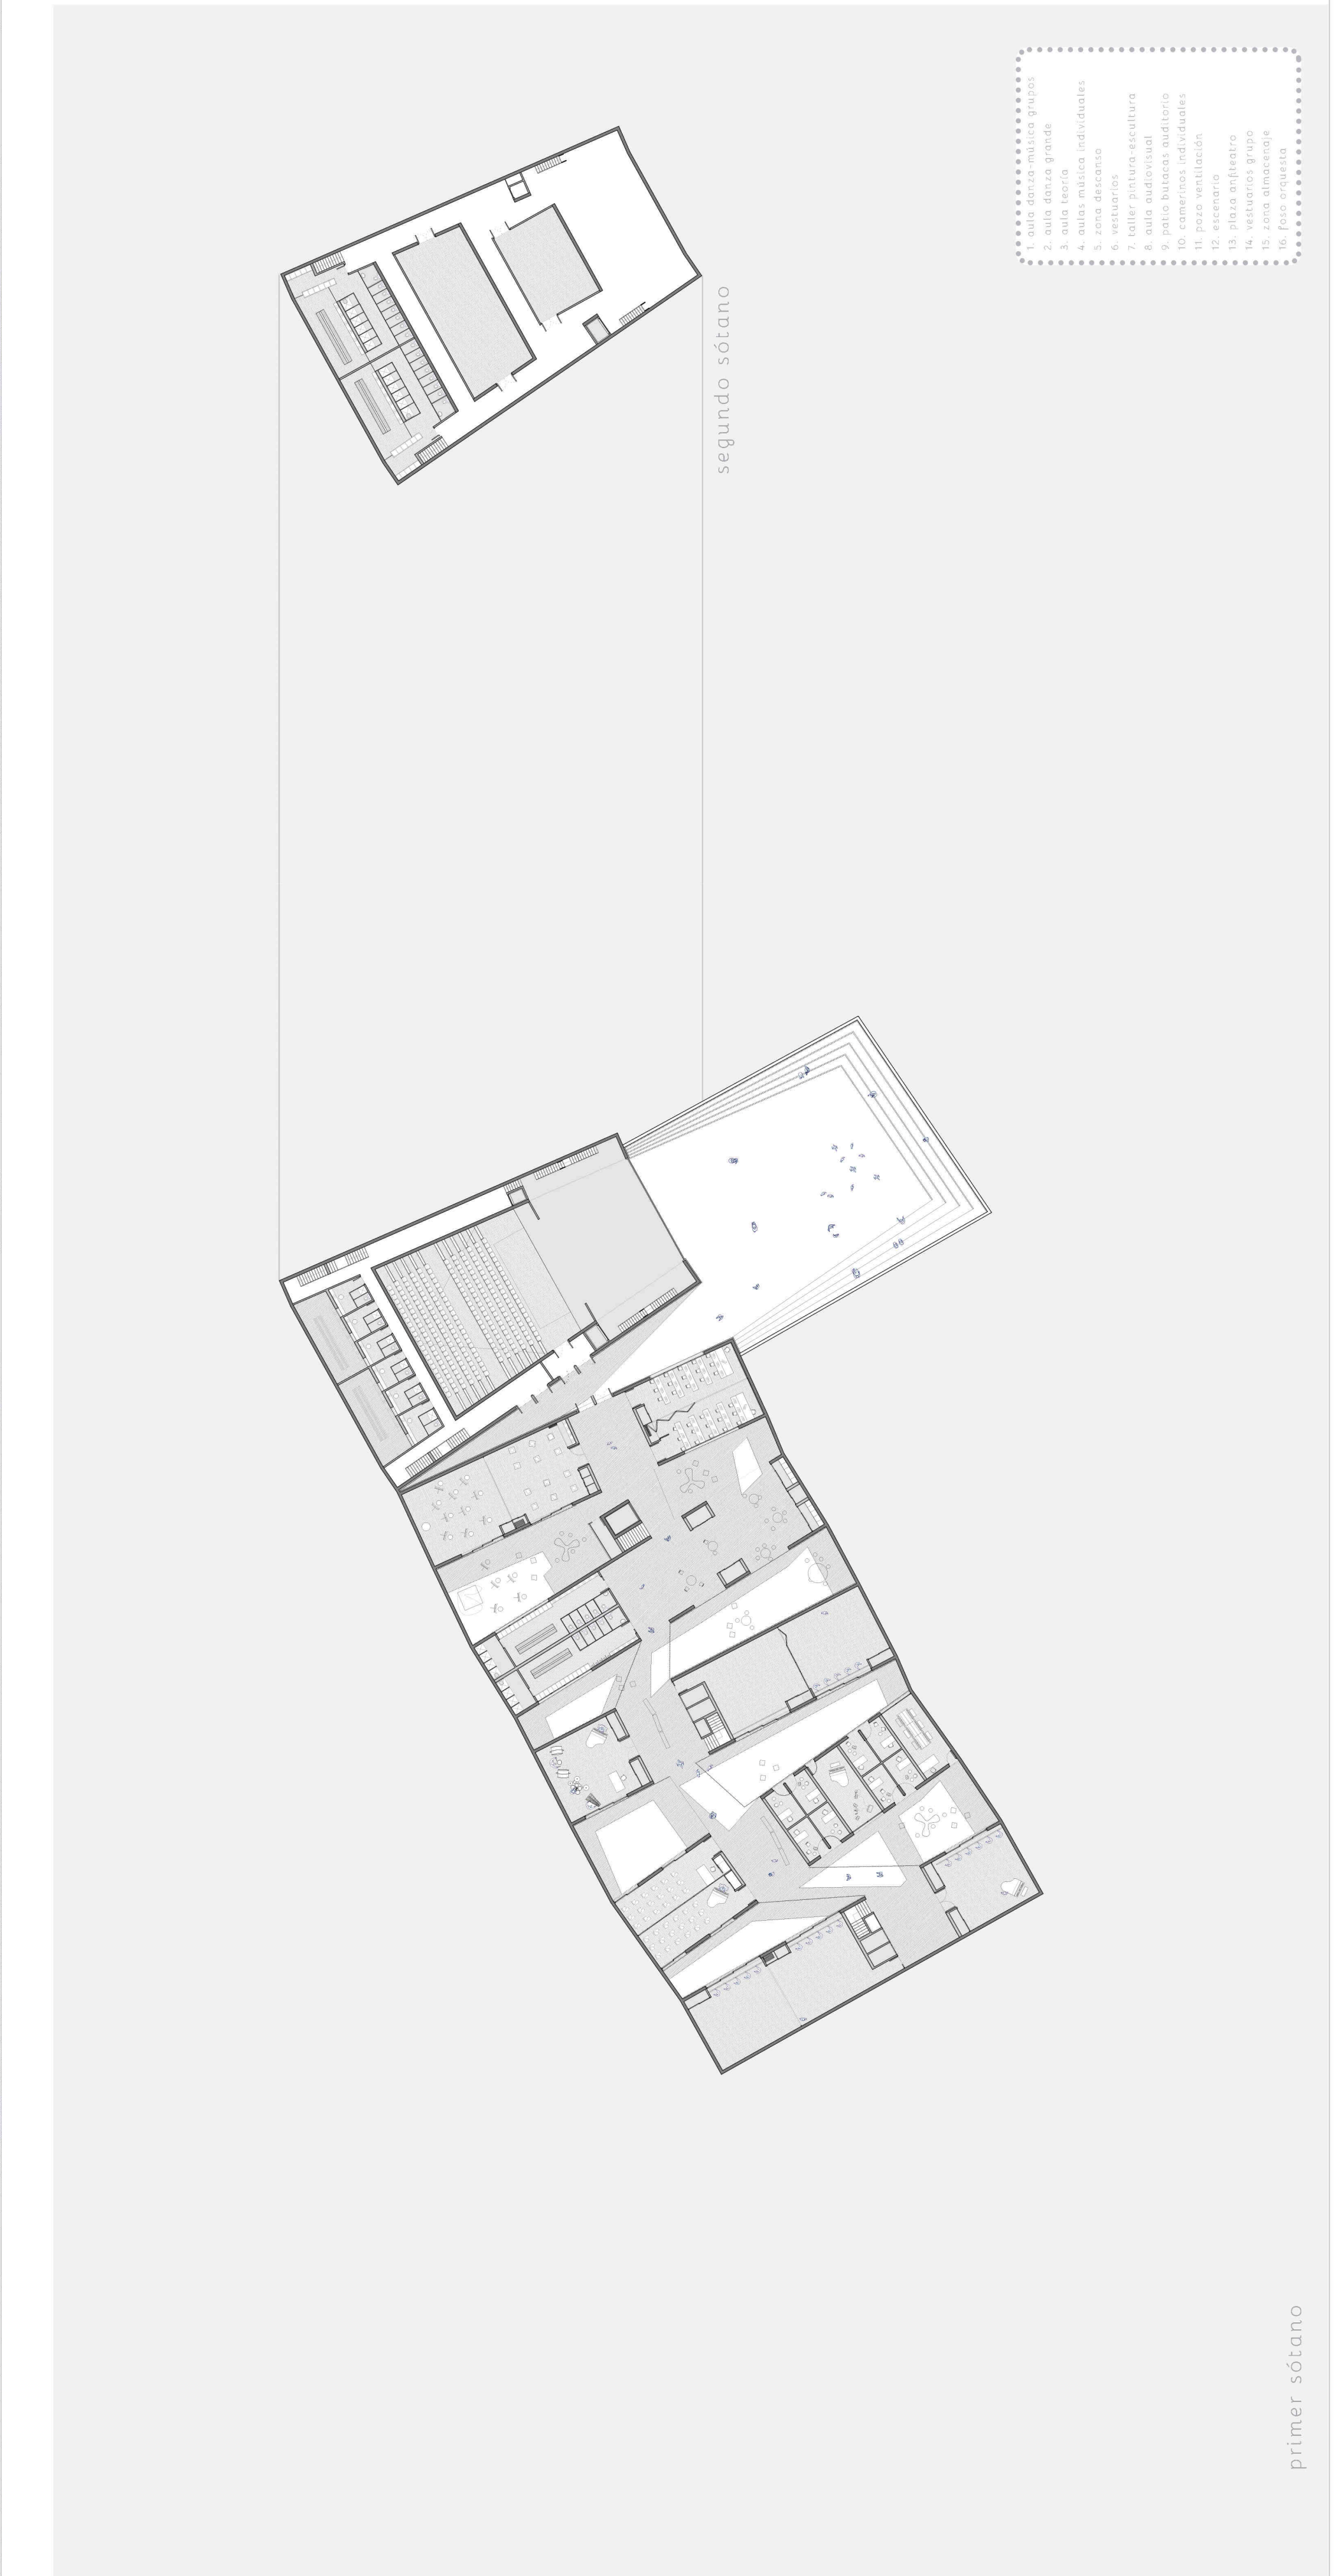 1. aula danza-música grupos
2. aula danza grande
3. aula teoría
4. aulas música individuales
5. zona descanso
6. vestuarios
7. taller pintura-escultura
8. aula audiovisual
9. patio butacas auditorio
10. camerinos individuales
11. pozo ventilación
12. escenario
13. plaza anfiteatro
14. vestuarios grupo
15. zona almacenaje
16. foso orquesta
segundo sótano
primer sótano